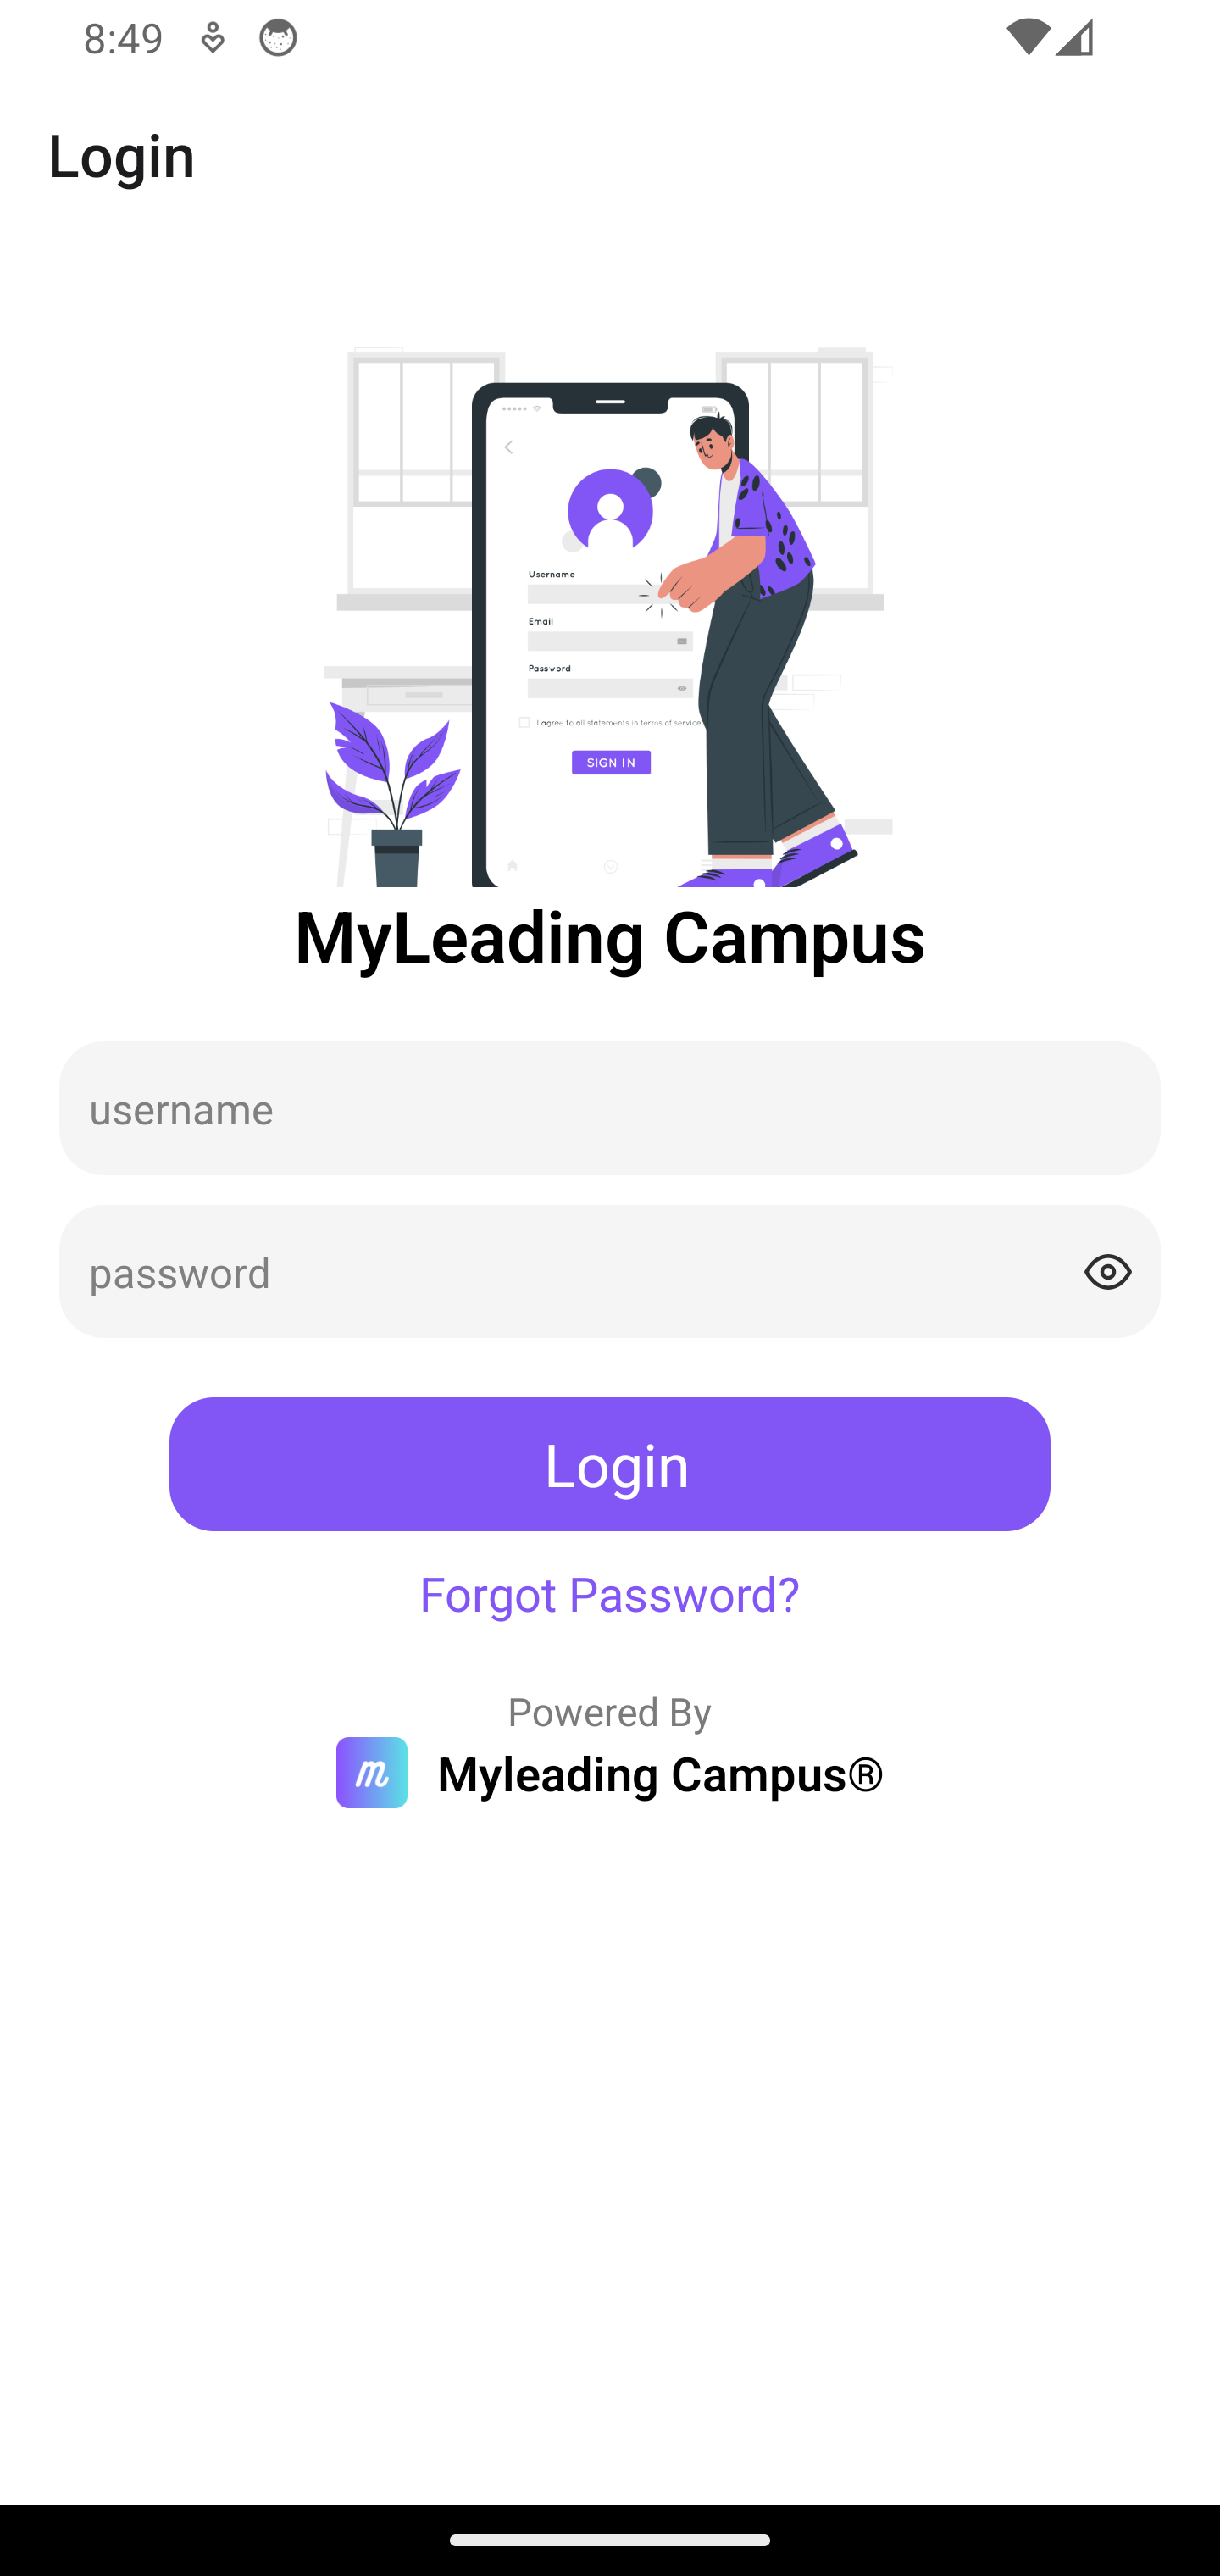 8:49
Login
Username
Email
Password
I agree to all statements in terms of service
SIGN IN
MyLeading Campus
username
password
Login
Forgot Password?
Powered By
m
Myleading Campus®